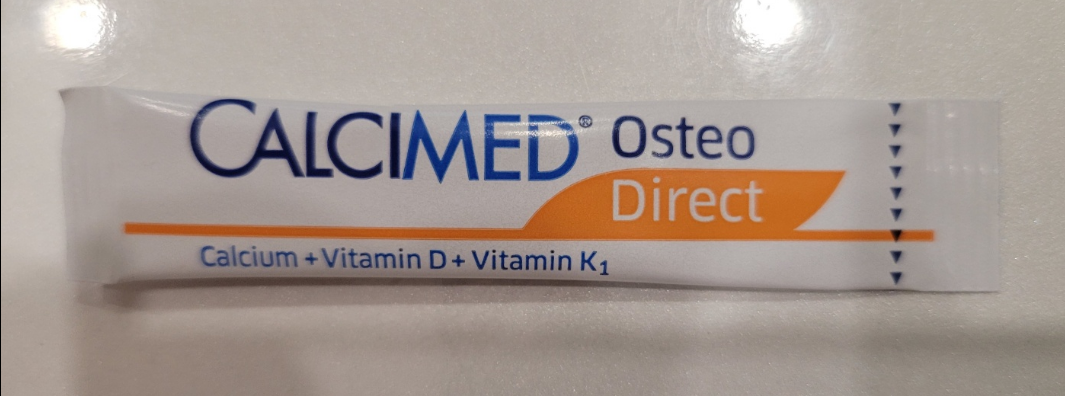 CALCIMED® Osteo
Direct
Calcium + Vitamin D + Vitamin K₁